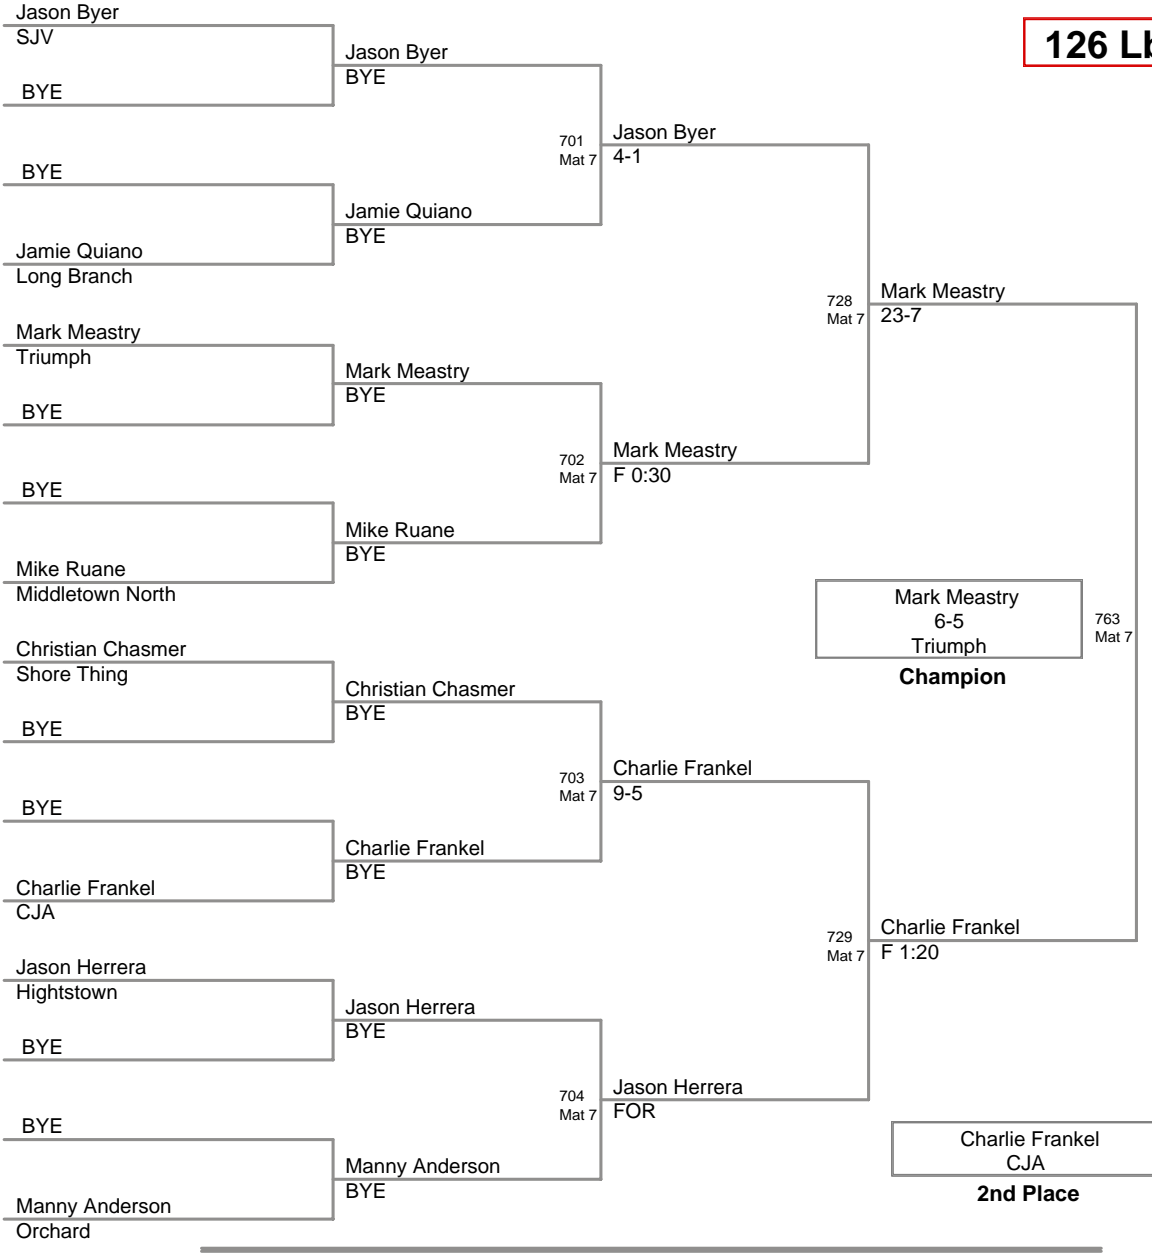 Jason Byer
SJV
BYE
BYE
Jamie Quiano
Long Branch
Mark Meastry
Triumph
BYE
BYE
Mike Ruane
Middletown North
Christian Chasmer
Shore Thing
BYE
BYE
Charlie Frankel
CJA
Jason Herrera
Hightstown
BYE
BYE
Manny Anderson
Orchard
Jason Byer
BYE
Jamie Quiano
BYE
Mark Meastry
BYE
Mike Ruane
BYE
Christian Chasmer
BYE
Charlie Frankel
BYE
Jason Herrera
BYE
Manny Anderson
BYE
701
Mat 7
Jason Byer
4-1
702
Mat 7
Mark Meastry
F 0:30
703
Mat 7
Charlie Frankel
9-5
704
Mat 7
Jason Herrera
FOR
728
Mat 7
Mark Meastry
23-7
729
Mat 7
Charlie Frankel
F 1:20
126 Lb
Mark Meastry
6-5
Triumph
Champion
763
Mat 7
Charlie Frankel
CJA
2nd Place